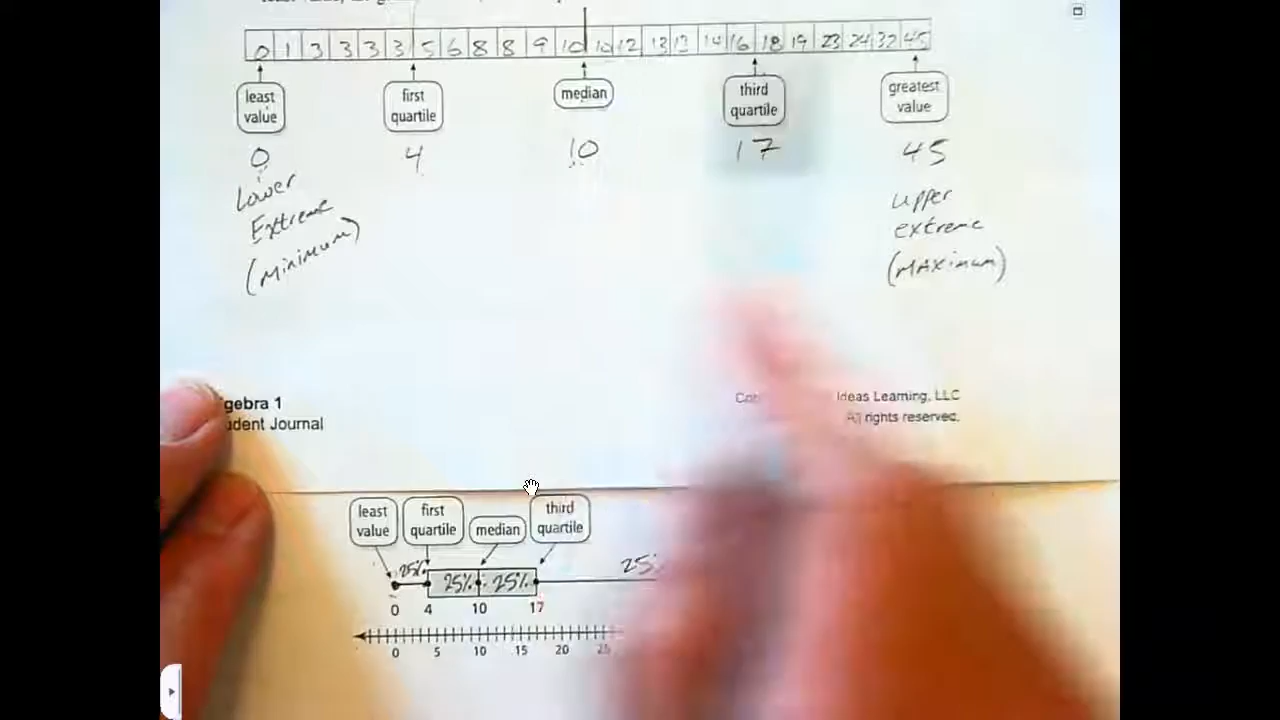 0 1 3 3 3 3 5 6 8 8 9 10 10 12 13 13 14 16 18 19 23 24 32 45
least value
first quartile
median
third quartile
greatest value
0 4 10 17 45
Lower
Extreme
(Minimum)
upper
extreme
(MAXimum)
gebra 1
dent Journal
Ideas Learning, LLC
All rights reserved.
least value
first quartile
median
third quartile
25% 25% 25% 25%
0 4 10 17
0 5 10 15 20 25